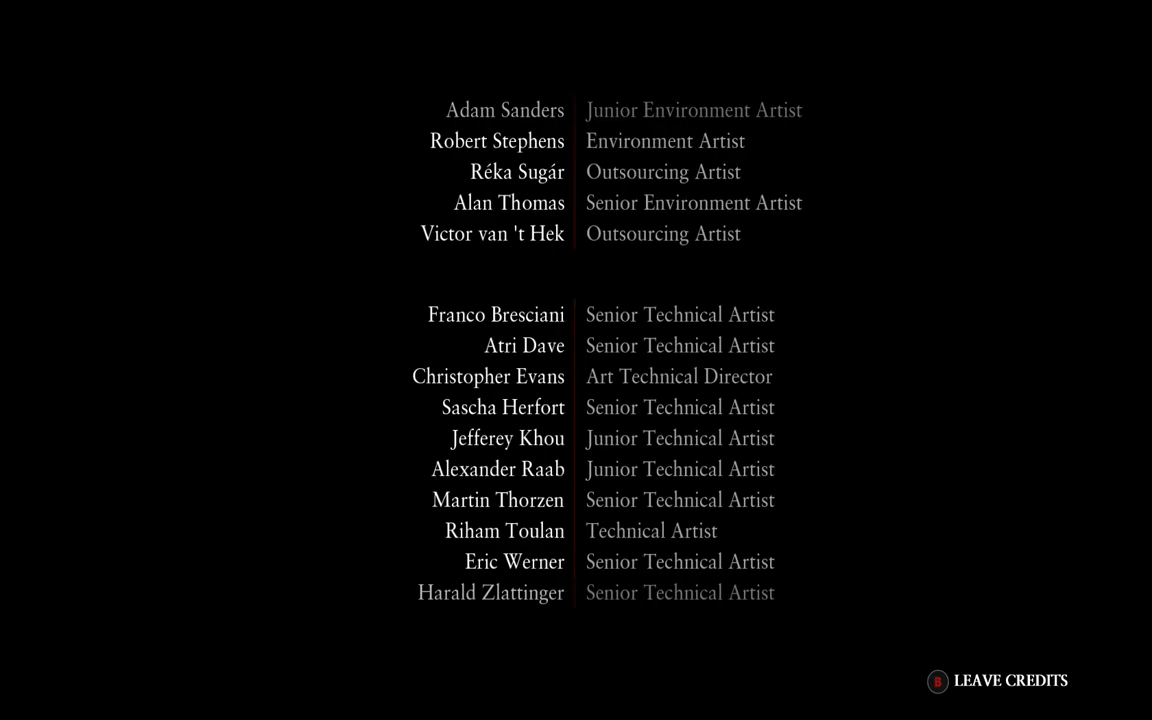 Adam Sanders Junior Environment Artist
Robert Stephens Environment Artist
Réka Sugár Outsourcing Artist
Alan Thomas Senior Environment Artist
Victor van 't Hek Outsourcing Artist
Franco Bresciani Senior Technical Artist
Atri Dave Senior Technical Artist
Christopher Evans Art Technical Director
Sascha Herfort Senior Technical Artist
Jefferey Khou Junior Technical Artist
Alexander Raab Junior Technical Artist
Martin Thorzen Senior Technical Artist
Riham Toulan Technical Artist
Eric Werner Senior Technical Artist
Harald Zlattinger Senior Technical Artist
B LEAVE CREDITS